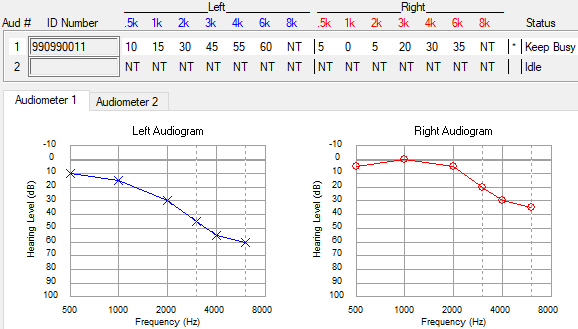 Left Right
Aud # ID Number .5k 1k 2k 3k 4k 6k 8k .5k 1k 2k 3k 4k 6k 8k Status
1 990990011 10 15 30 45 55 60 NT 5 0 5 20 30 35 NT * Keep Busy
2 NT NT NT NT NT NT NT NT NT NT NT NT NT NT Idle
Audiometer 1 Audiometer 2
Left Audiogram
Hearing Level (dB)
-10
0
10
20
30
40
50
60
70
80
90
100
500 1000 2000 4000 8000
Frequency (Hz)
Right Audiogram
Hearing Level (dB)
-10
0
10
20
30
40
50
60
70
80
90
100
500 1000 2000 4000 8000
Frequency (Hz)